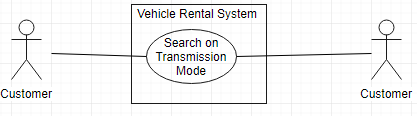 Vehicle Rental System
Search on
Transmission
Mode
Customer
Customer